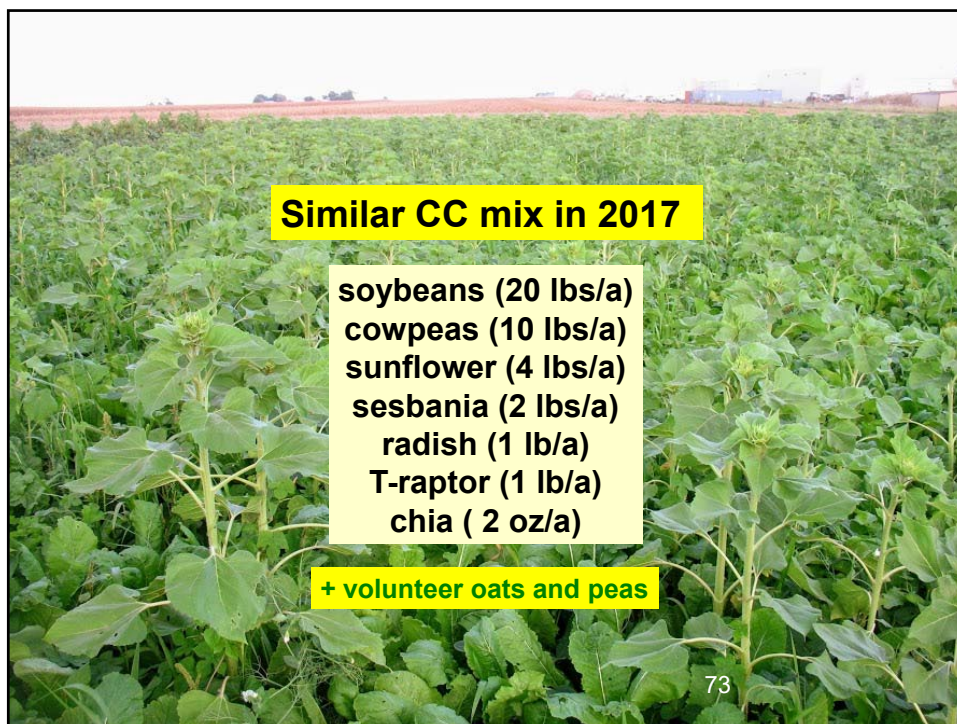 Similar CC mix in 2017
soybeans (20 lbs/a)
cowpeas (10 lbs/a)
sunflower (4 lbs/a)
sesbania (2 lbs/a)
radish (1 lb/a)
T-raptor (1 lb/a)
chia ( 2 oz/a)
+ volunteer oats and peas
73